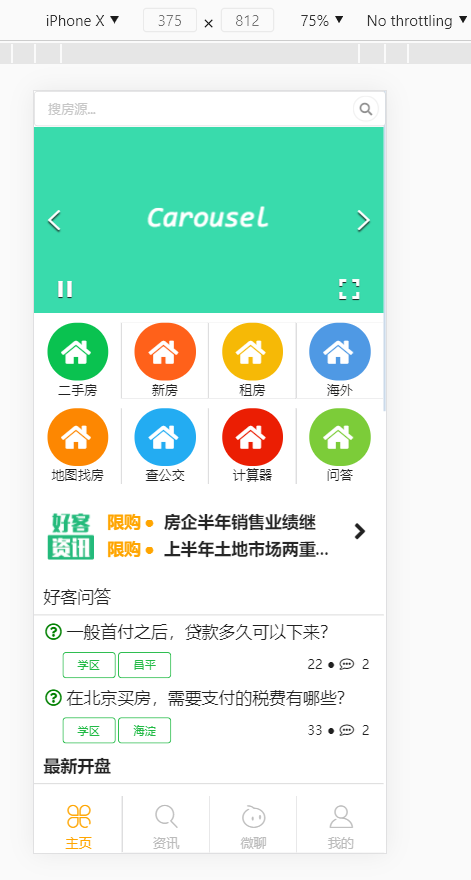 iPhone X 375 × 812 75% No throttling
搜房源...
Carousel
二手房 新房 租房 海外
地图找房 查公交 计算器 问答
好客
资讯
限购 ● 房企半年销售业绩继
限购 ● 上半年土地市场两重...
好客问答
一般首付之后，贷款多久可以下来？
学区 昌平 22 ● 2
在北京买房，需要支付的税费有哪些？
学区 海淀 33 ● 2
最新开盘
主页 资讯 微聊 我的